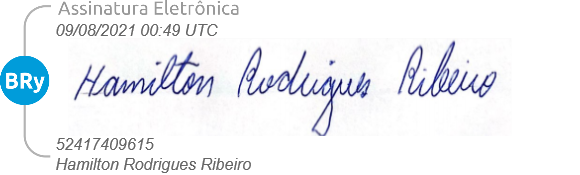 Assinatura Eletrônica
09/08/2021 00:49 UTC
BRy
Hamilton Rodrigues Ribeiro
52417409615
Hamilton Rodrigues Ribeiro